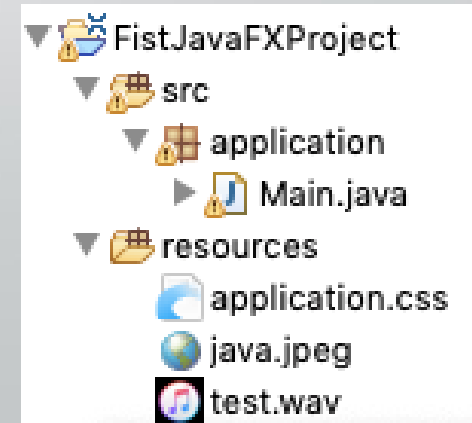 FistJavaFXProject
src
application
Main.java
resources
application.css
java.jpeg
test.wav